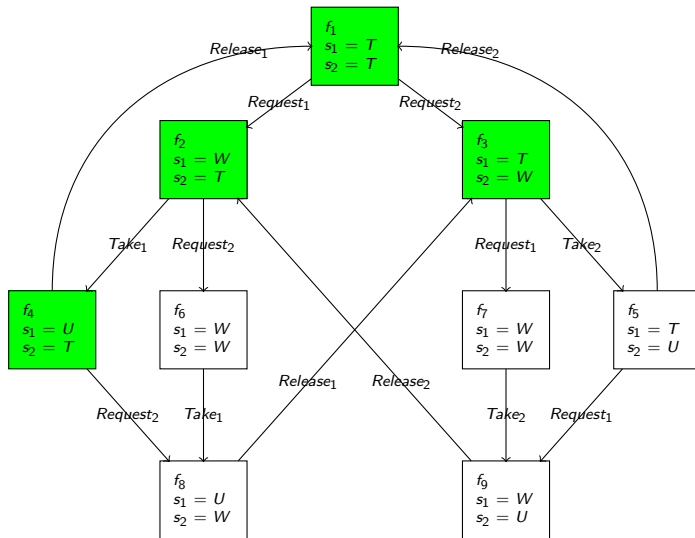 f₁
s₁ = T
s₂ = T
Release₁
Release₂
Request₁
Request₂
f₂
s₁ = W
s₂ = T
f₃
s₁ = T
s₂ = W
Take₁
Request₂
Request₁
Take₂
f₄
s₁ = U
s₂ = T
f₆
s₁ = W
s₂ = W
f₇
s₁ = W
s₂ = W
f₅
s₁ = T
s₂ = U
Release₁
Release₂
Request₂
Take₁
Take₂
Request₁
f₈
s₁ = U
s₂ = W
f₉
s₁ = W
s₂ = U